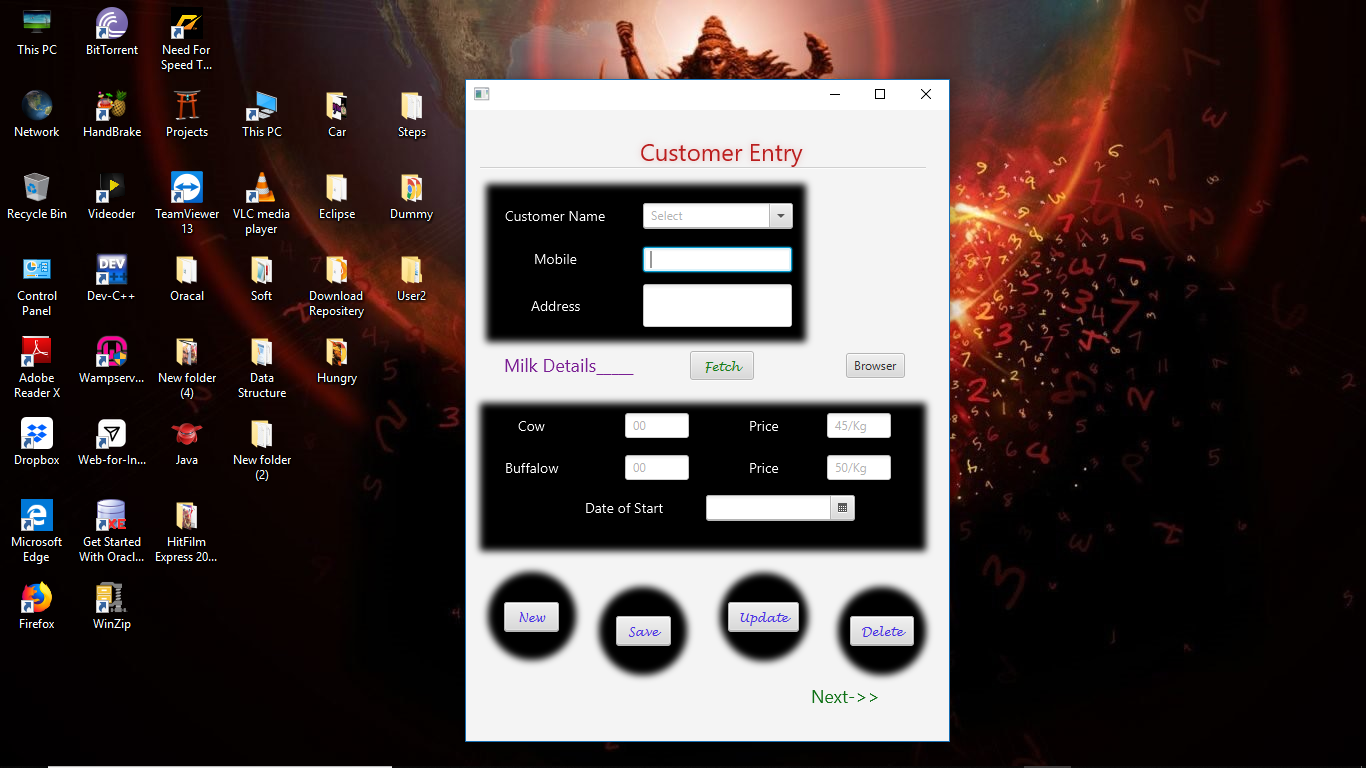 This PC
BitTorrent
Need For
Speed T...
Network
HandBrake
Projects
This PC
Car
Steps
Recycle Bin
Videoder
TeamViewer
13
VLC media
player
Eclipse
Dummy
Control
Panel
Dev-C++
Oracal
Soft
Download
Repository
User2
Adobe
Reader X
Wampserv...
New folder
(4)
Data
Structure
Hungry
Dropbox
Web-for-In...
Java
New folder
(2)
Microsoft
Edge
Get Started
With Oracl...
HitFilm
Express 20...
Firefox
WinZip
Customer Entry
Customer Name
Select
Mobile
Address
Milk Details____
Fetch
Browser
Cow
00
Price
45/Kg
Buffalow
00
Price
50/Kg
Date of Start
New
Save
Update
Delete
Next->>